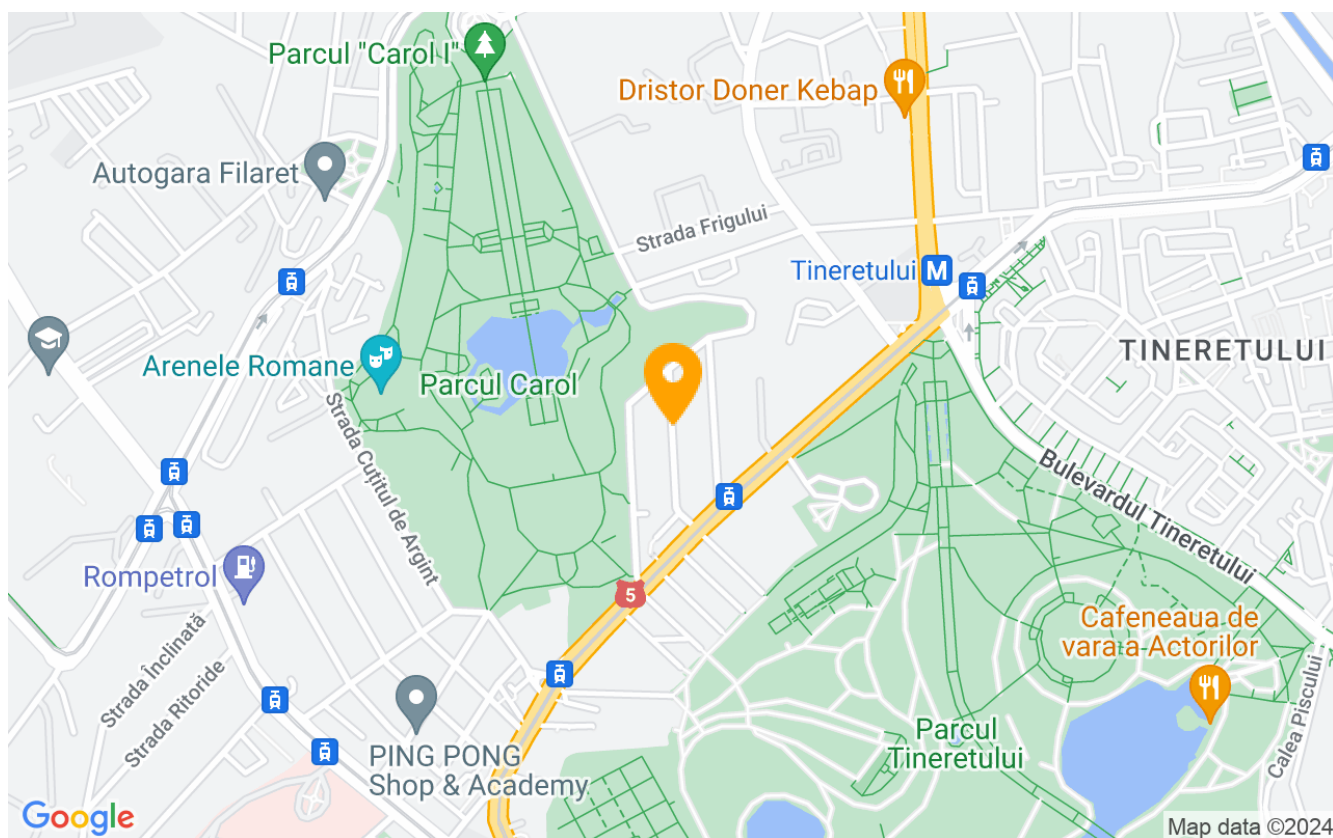 Parcul "Carol I"
Dristor Doner Kebap
Autogara Filaret
Strada Frigului
Tineretului M
TINERETULUI
Arenele Romane
Parcul Carol
Strada Cuțitul de Argint
Bulevardul Tineretului
Rompetrol
5
Cafeneaua de
vara a Actorilor
Strada Înclinată
Strada Ritoride
PING PONG
Shop & Academy
Parcul
Tineretului
Calea Piscului
Google
Map data ©2024